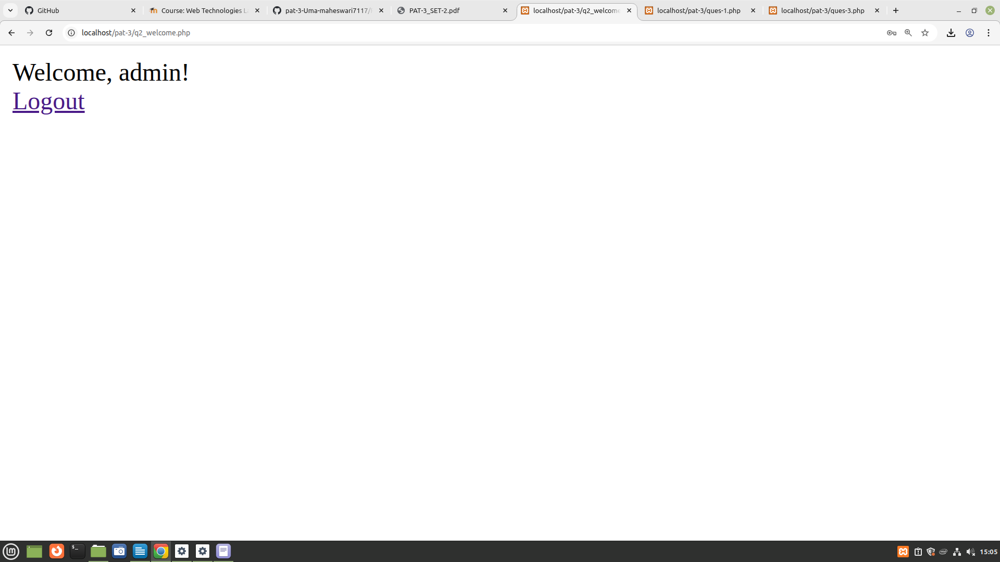 GitHub
Course: Web Technologies L
pat-3-Uma-maheswari7117/
PAT-3_SET-2.pdf
localhost/pat-3/q2_welcome
localhost/pat-3/ques-1.php
localhost/pat-3/ques-3.php
localhost/pat-3/q2_welcome.php
Welcome, admin!
Logout
15:05